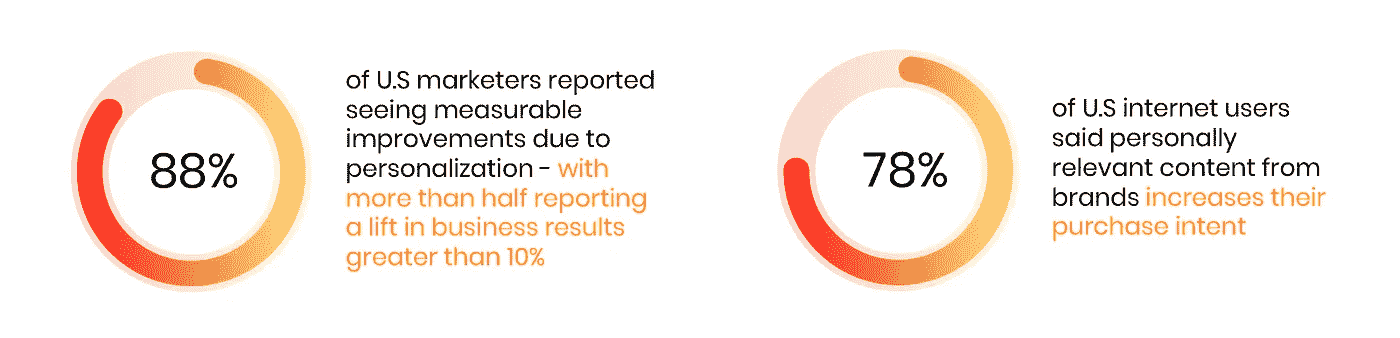 88%
of U.S marketers reported
seeing measurable
improvements due to
personalization - with
more than half reporting
a lift in business results
greater than 10%
78%
of U.S internet users
said personally
relevant content from
brands increases their
purchase intent